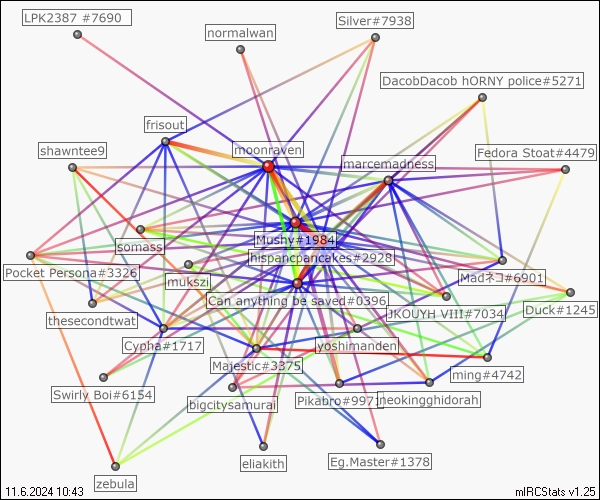 LPK2387 #7690
Silver#7938
normalwan
DacobDacob hORNY police#5271
frisout
shawntee9
moonraven
marcemadness
Fedora Stoat#4479
Mushy#1984
somass
hispancpancakes#2928
Pocket Persona#3326
mukszi
Madネコ#6901
Can anything be saved#0396
JKOUYH VIII#7034
Duck#1245
thesecondtwat
Cypha#1717
yoshimanden
Majestic#3375
ming#4742
Swirly Boi#6154
bigcitysamurai
Pikabro#9971
neokingghidorah
eliakith
Eg.Master#1378
zebula
11.6.2024 10:43
mIRCStats v1.25